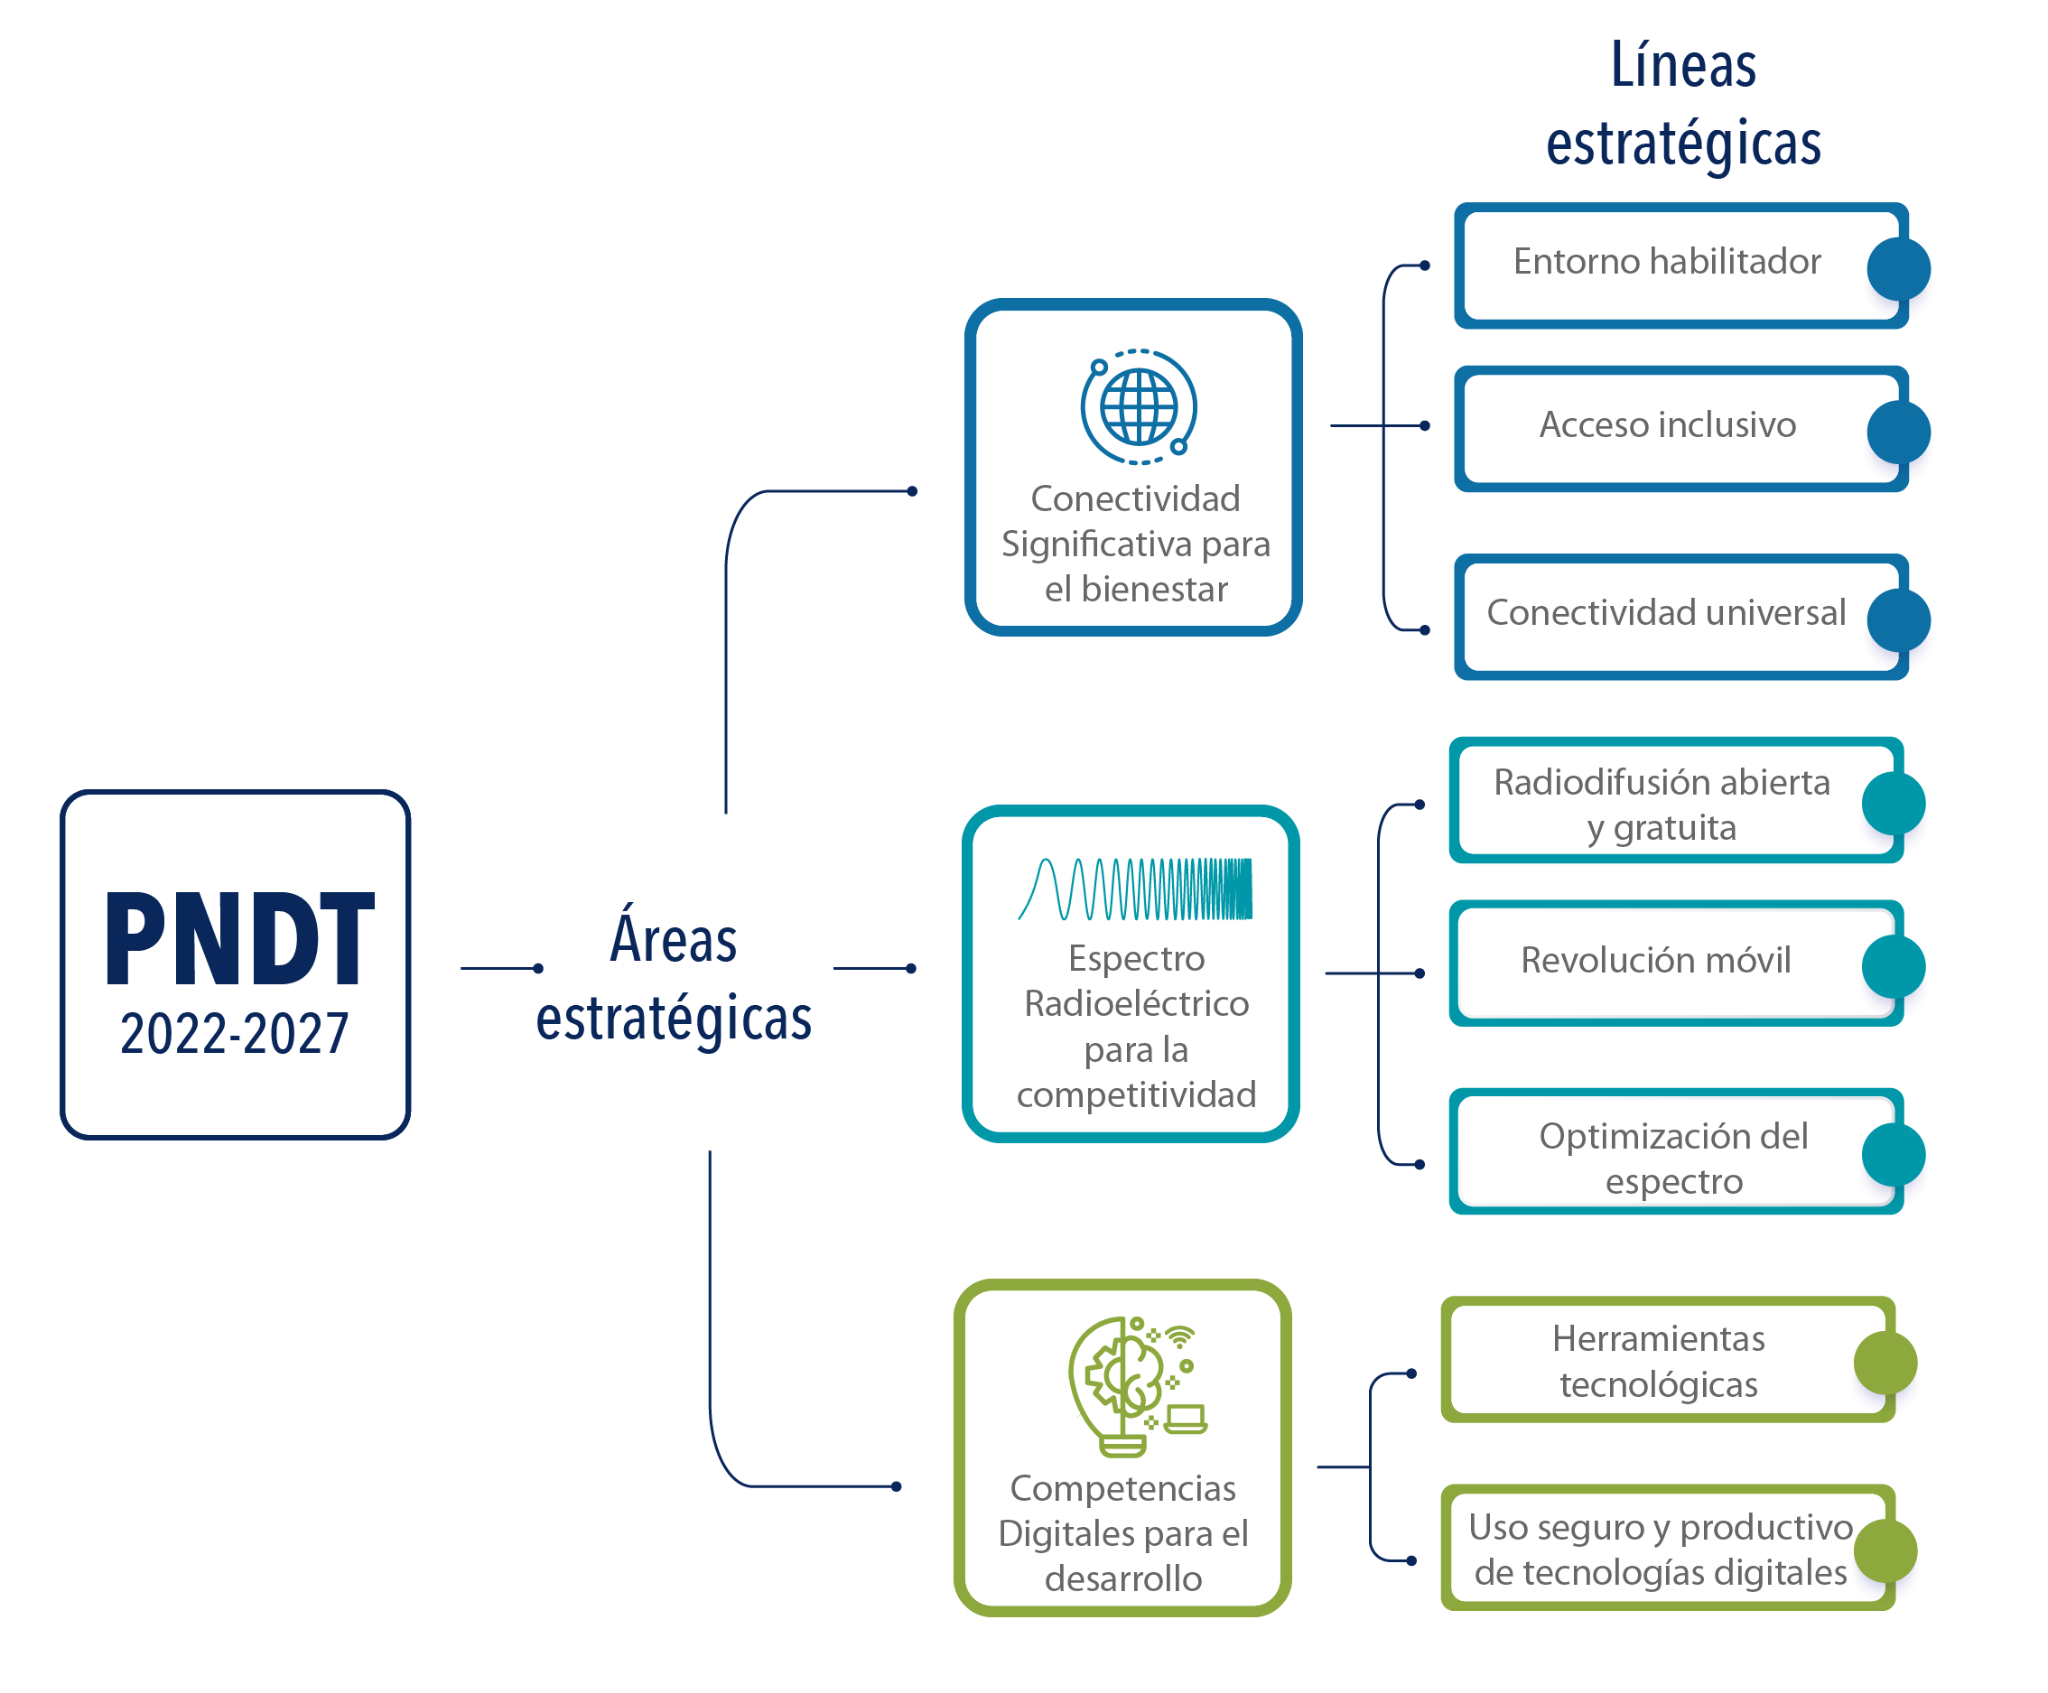 Líneas
estratégicas
PNDT
2022-2027
Áreas
estratégicas
Conectividad
Significativa para
el bienestar
Entorno habilitador
Acceso inclusivo
Conectividad universal
Espectro
Radioeléctrico
para la
competitividad
Radiodifusión abierta
y gratuita
Revolución móvil
Optimización del
espectro
Competencias
Digitales para el
desarrollo
Herramientas
tecnológicas
Uso seguro y productivo
de tecnologías digitales